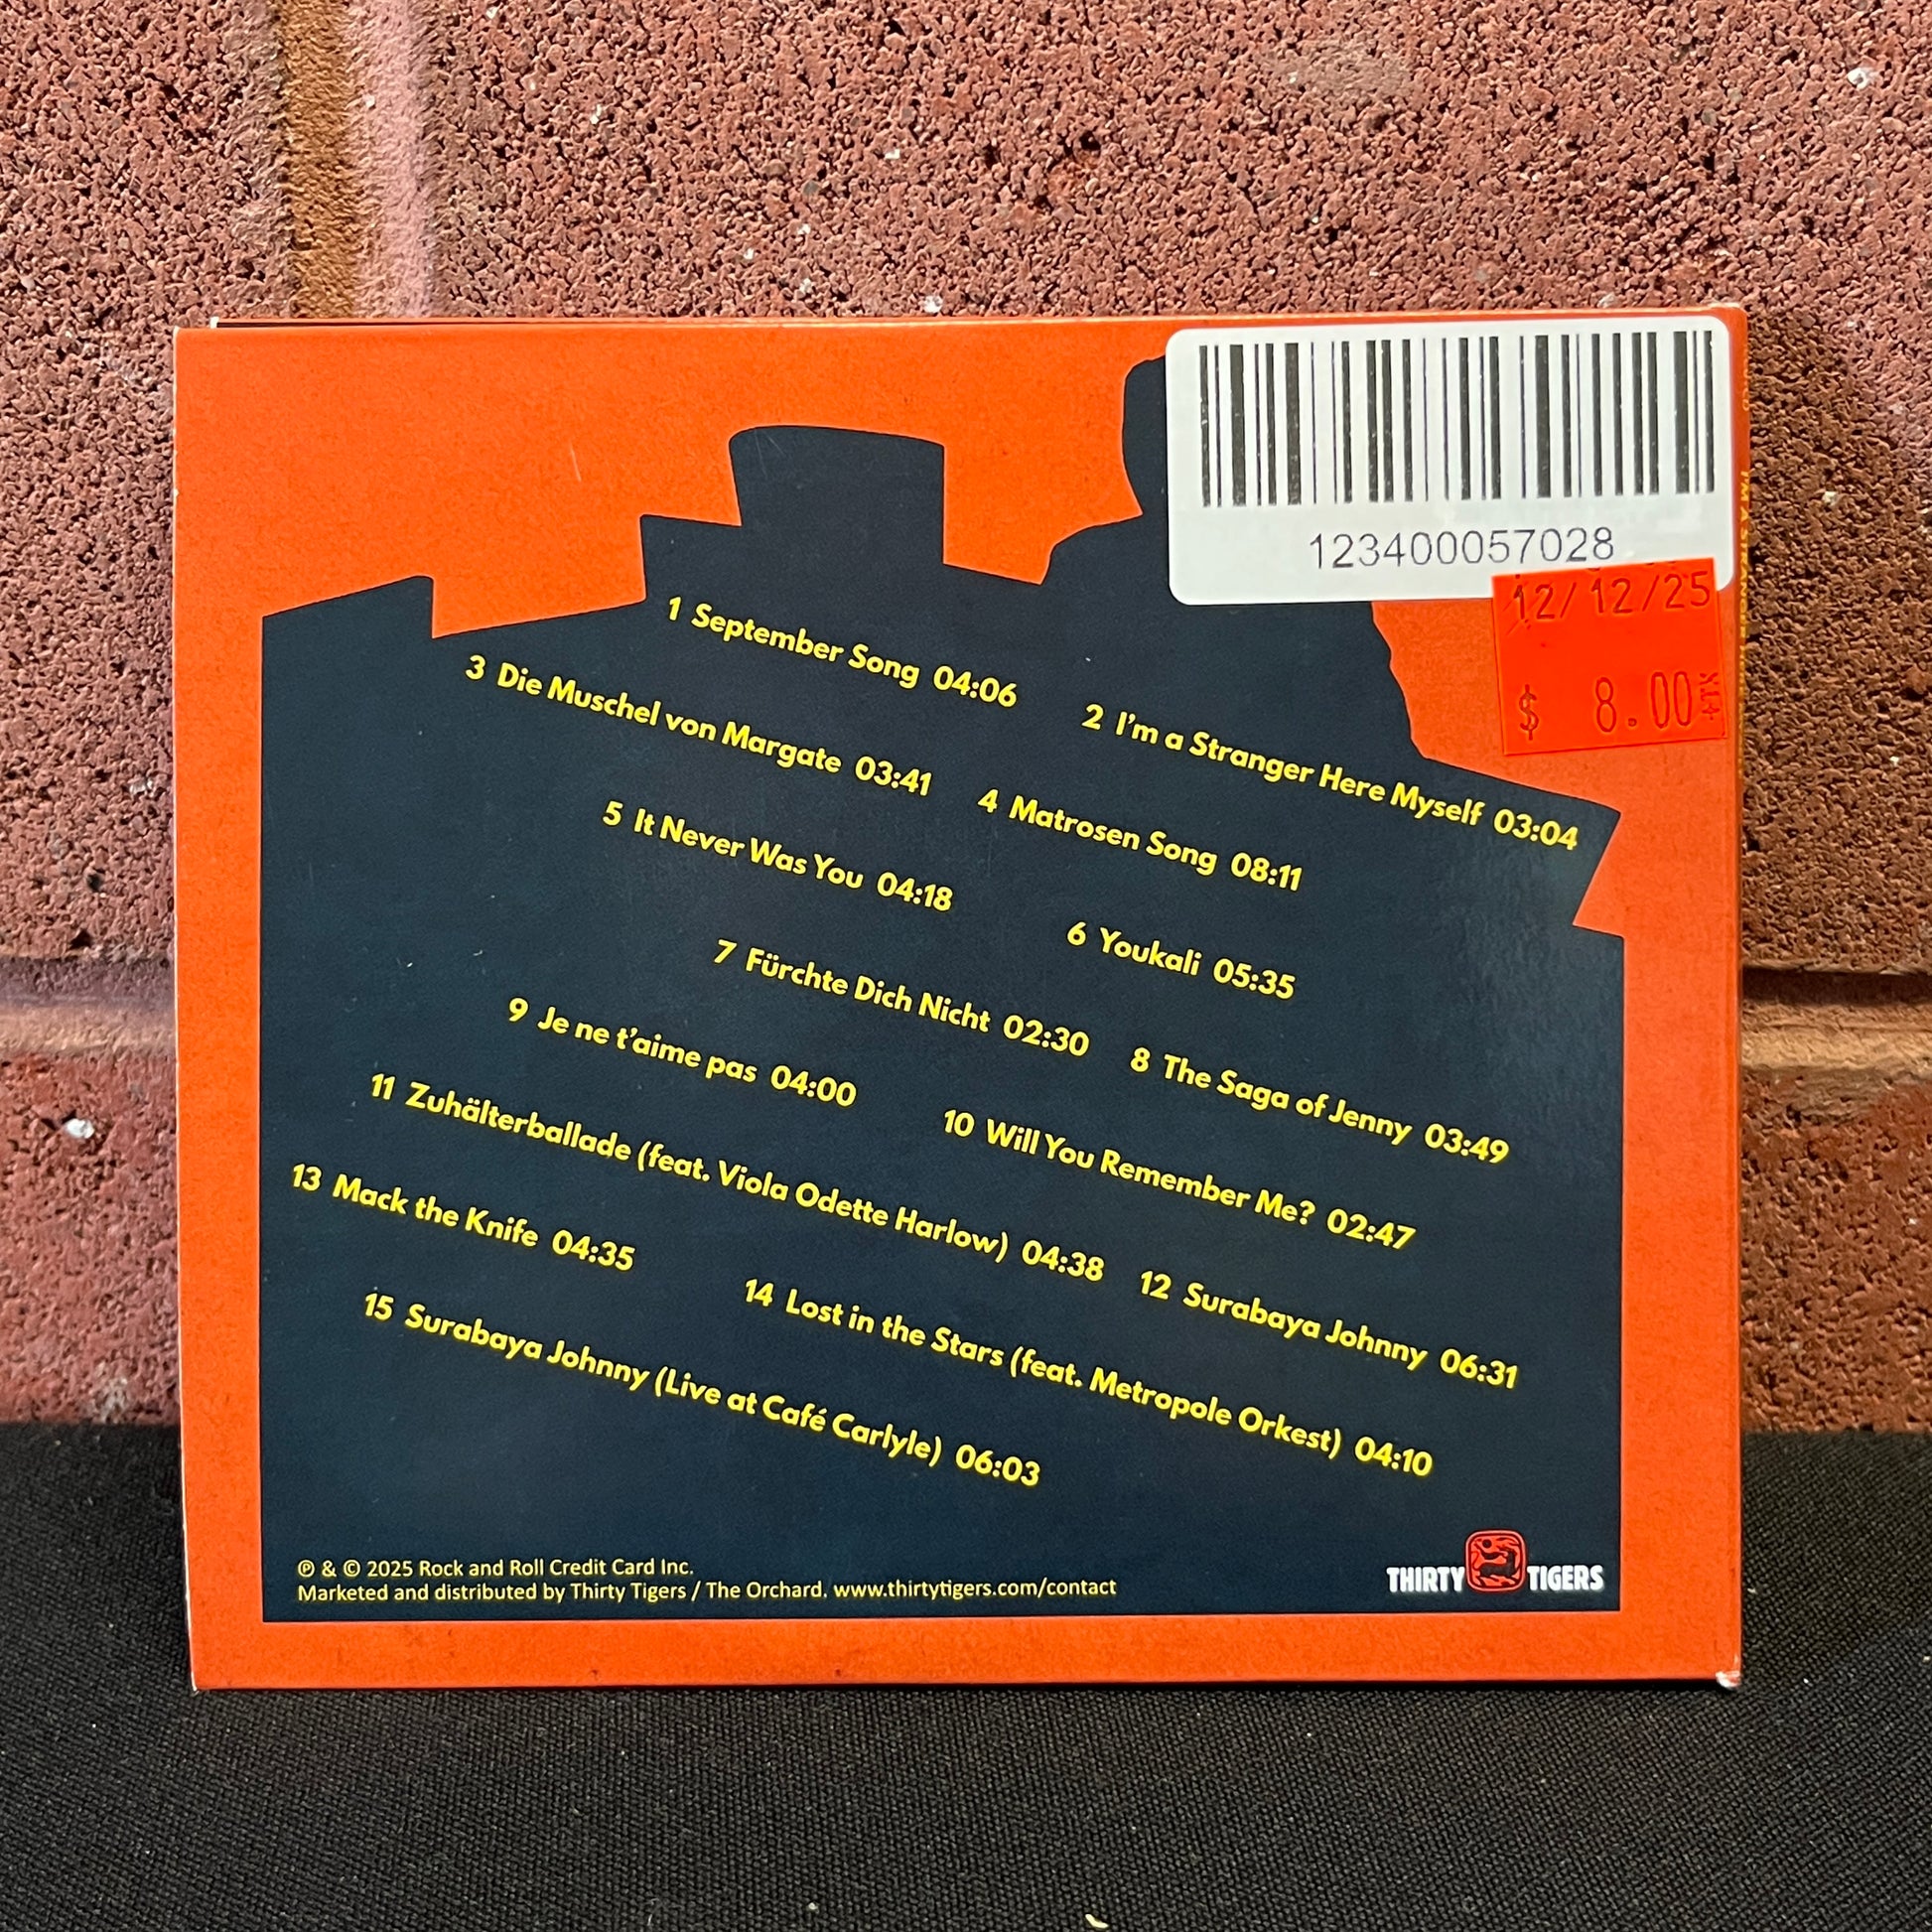 123400057028
12/12/25
$ 8.00
1 September Song 04:06
2 I'm a Stranger Here Myself 03:04
3 Die Muschel von Margate 03:41
4 Matrosen Song 08:11
5 It Never Was You 04:18
6 Youkali 05:35
7 Fürchte Dich Nicht 02:30
8 The Saga of Jenny 03:49
9 Je ne t'aime pas 04:00
10 Will You Remember Me? 02:47
11 Zuhälterballade (feat. Viola Odette Harlow) 04:38
12 Surabaya Johnny 06:31
13 Mack the Knife 04:35
14 Lost in the Stars (feat. Metropole Orkest) 04:10
15 Surabaya Johnny (Live at Café Carlyle) 06:03
℗ & © 2025 Rock and Roll Credit Card Inc.
Marketed and distributed by Thirty Tigers / The Orchard. www.thirtytigers.com/contact
THIRTY TIGERS